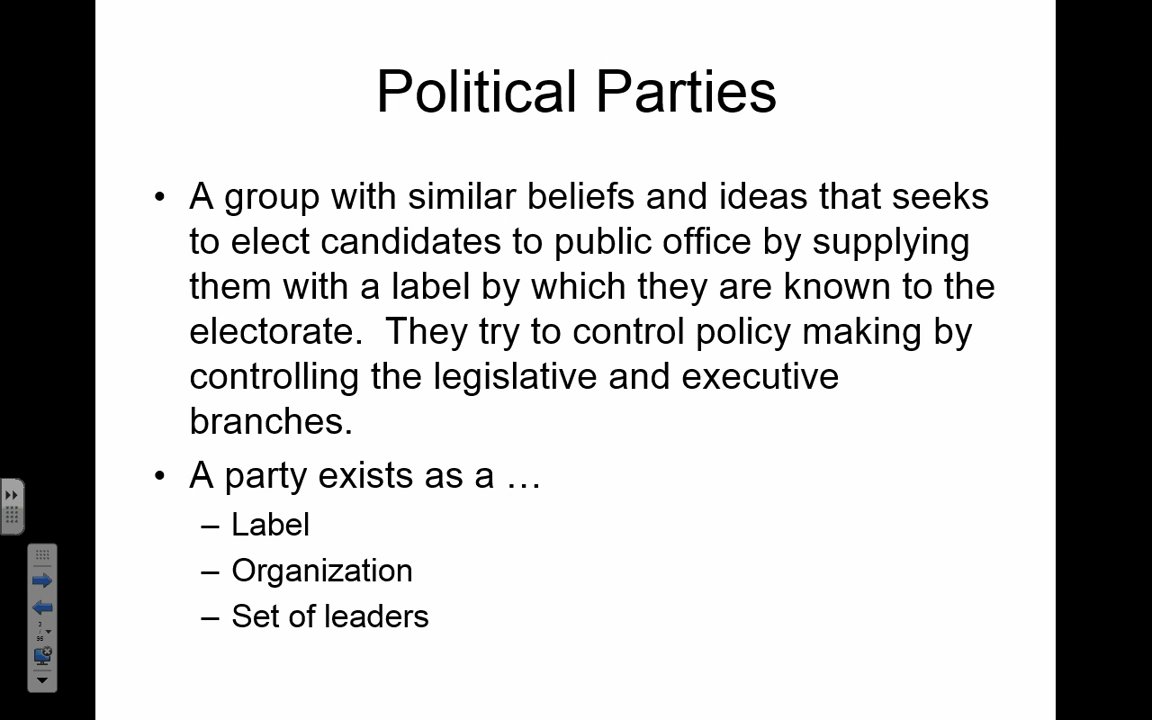 Political Parties
• A group with similar beliefs and ideas that seeks
to elect candidates to public office by supplying
them with a label by which they are known to the
electorate.  They try to control policy making by
controlling the legislative and executive
branches.
• A party exists as a …
– Label
– Organization
– Set of leaders